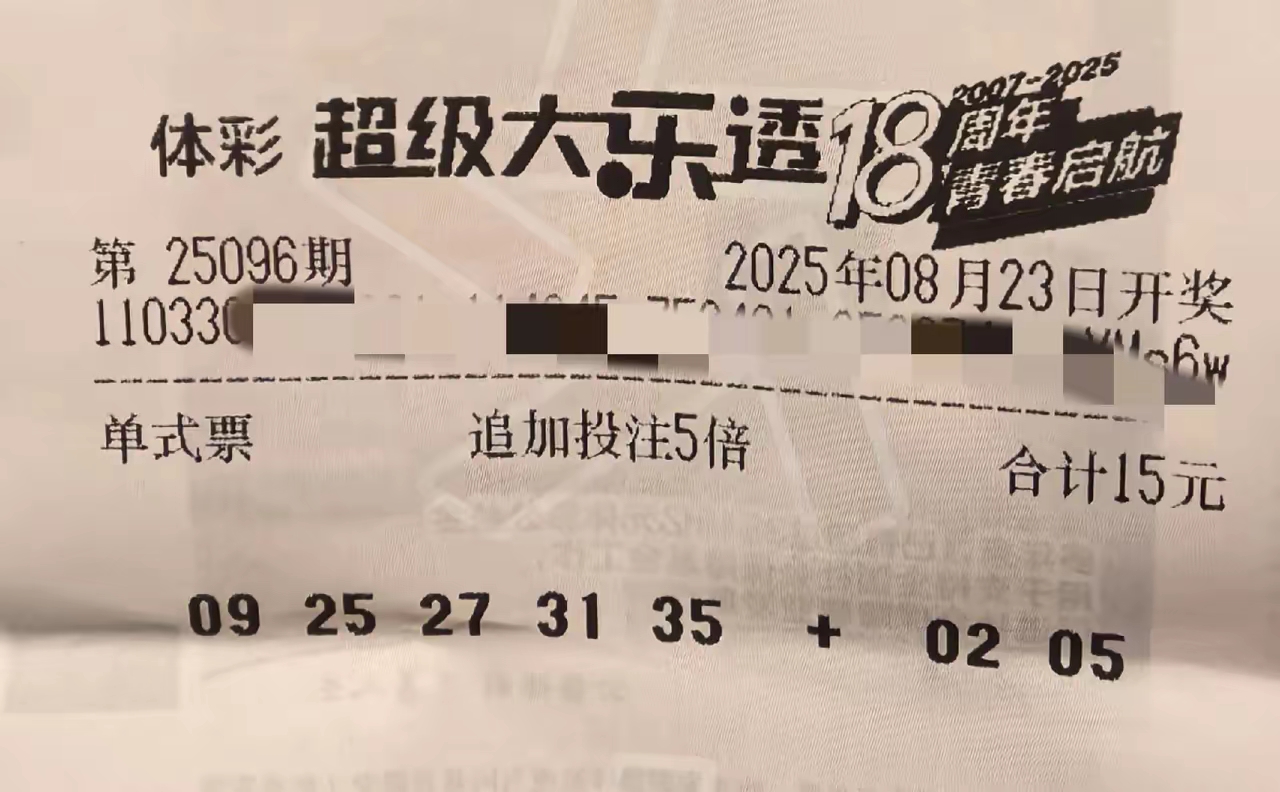 体彩 超级大乐透 18周年 2007-2025 青春启航
第 25096期 2025年08月23日开奖
110330
单式票 追加投注5倍 合计15元
09 25 27 31 35 + 02 05